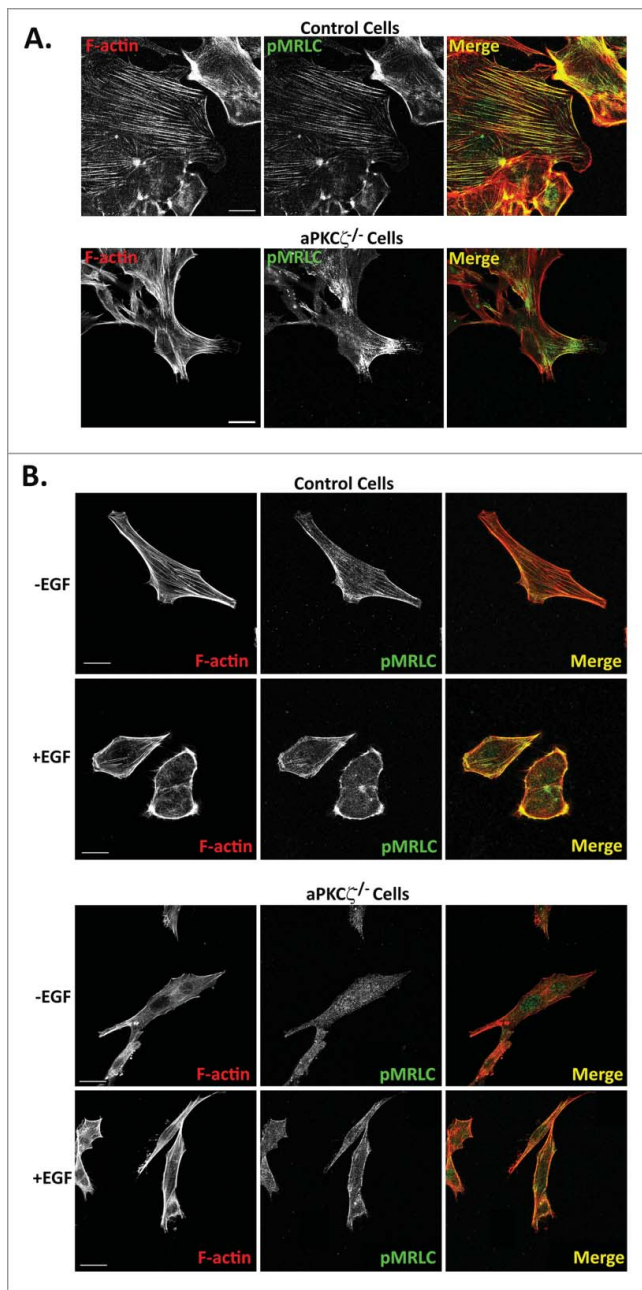 A.
Control Cells
F-actin pMRLC Merge
aPKCζ-/- Cells
F-actin pMRLC Merge
B.
Control Cells
-EGF
F-actin pMRLC Merge
+EGF
F-actin pMRLC Merge
aPKCζ-/- Cells
-EGF
F-actin pMRLC Merge
+EGF
F-actin pMRLC Merge